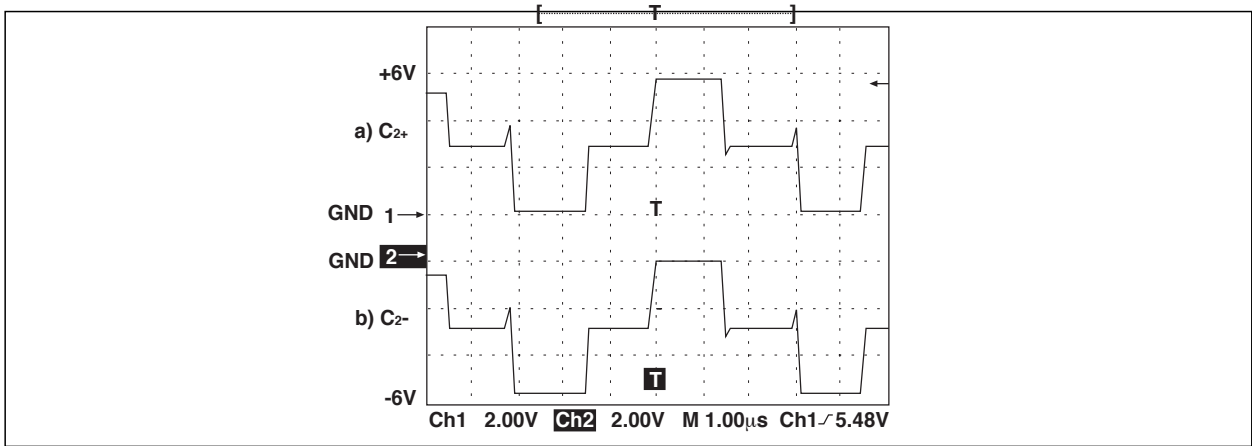 [ T ]
+6V
a) C2+
T
GND 1
GND 2
b) C2-
T
-6V
Ch1 2.00V Ch2 2.00V M 1.00μs Ch1 5.48V